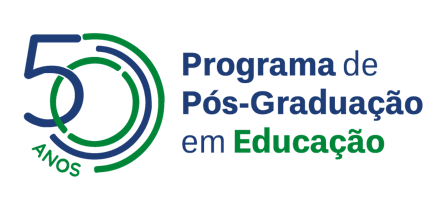 50
ANOS
Programa de
Pós-Graduação
em Educação